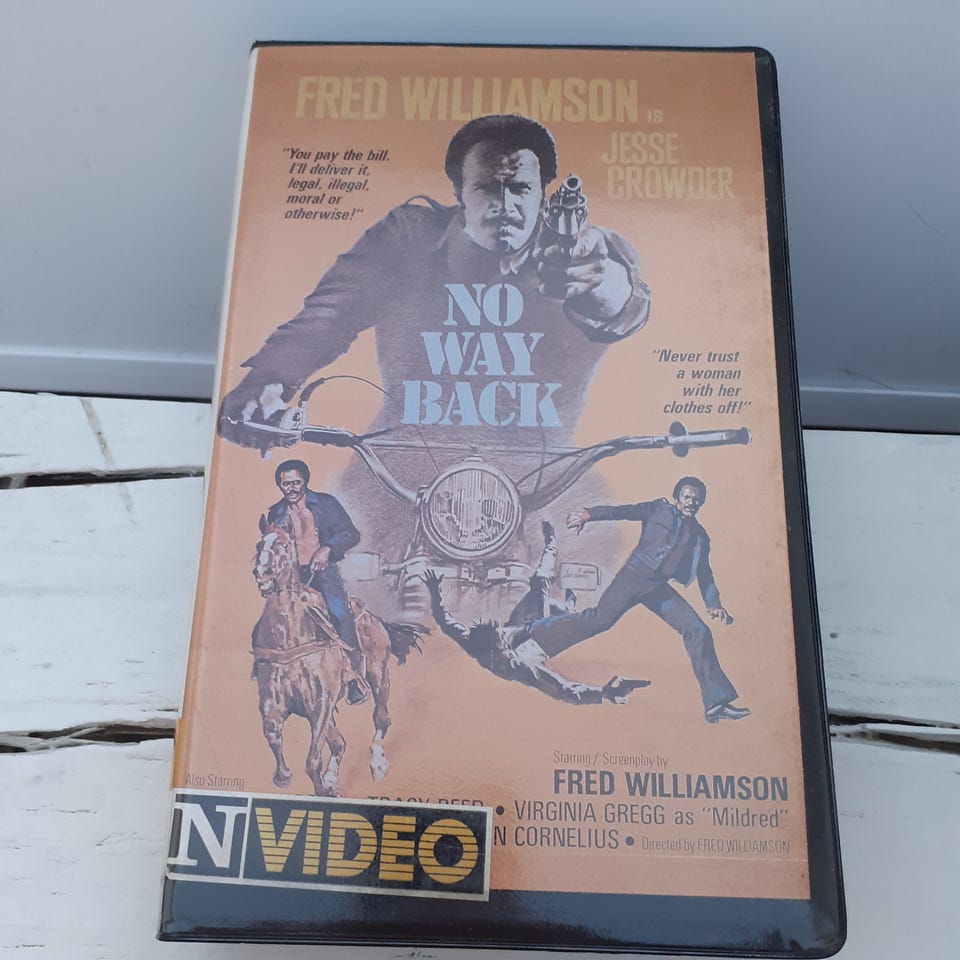 FRED WILLIAMSON IS
JESSE
CROWDER
"You pay the bill.
I'll deliver it,
legal, illegal,
moral or
otherwise!"
NO
WAY
BACK
"Never trust
a woman
with her
clothes off!"
Starring / Screenplay by
FRED WILLIAMSON
Also Starring
TRACY REED • VIRGINIA GREGG as "Mildred"
N CORNELIUS • Directed by FRED WILLIAMSON
N VIDEO